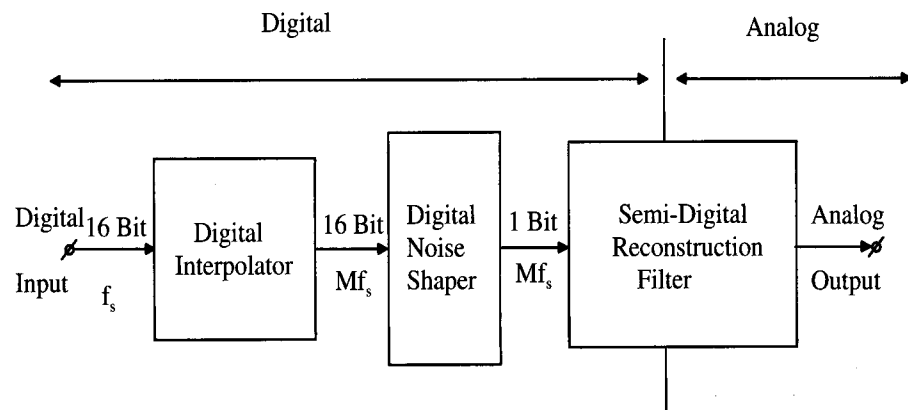 Digital
Analog
Digital
Input
16 Bit
f_s
Digital
Interpolator
16 Bit
Mf_s
Digital
Noise
Shaper
1 Bit
Mf_s
Semi-Digital
Reconstruction
Filter
Analog
Output